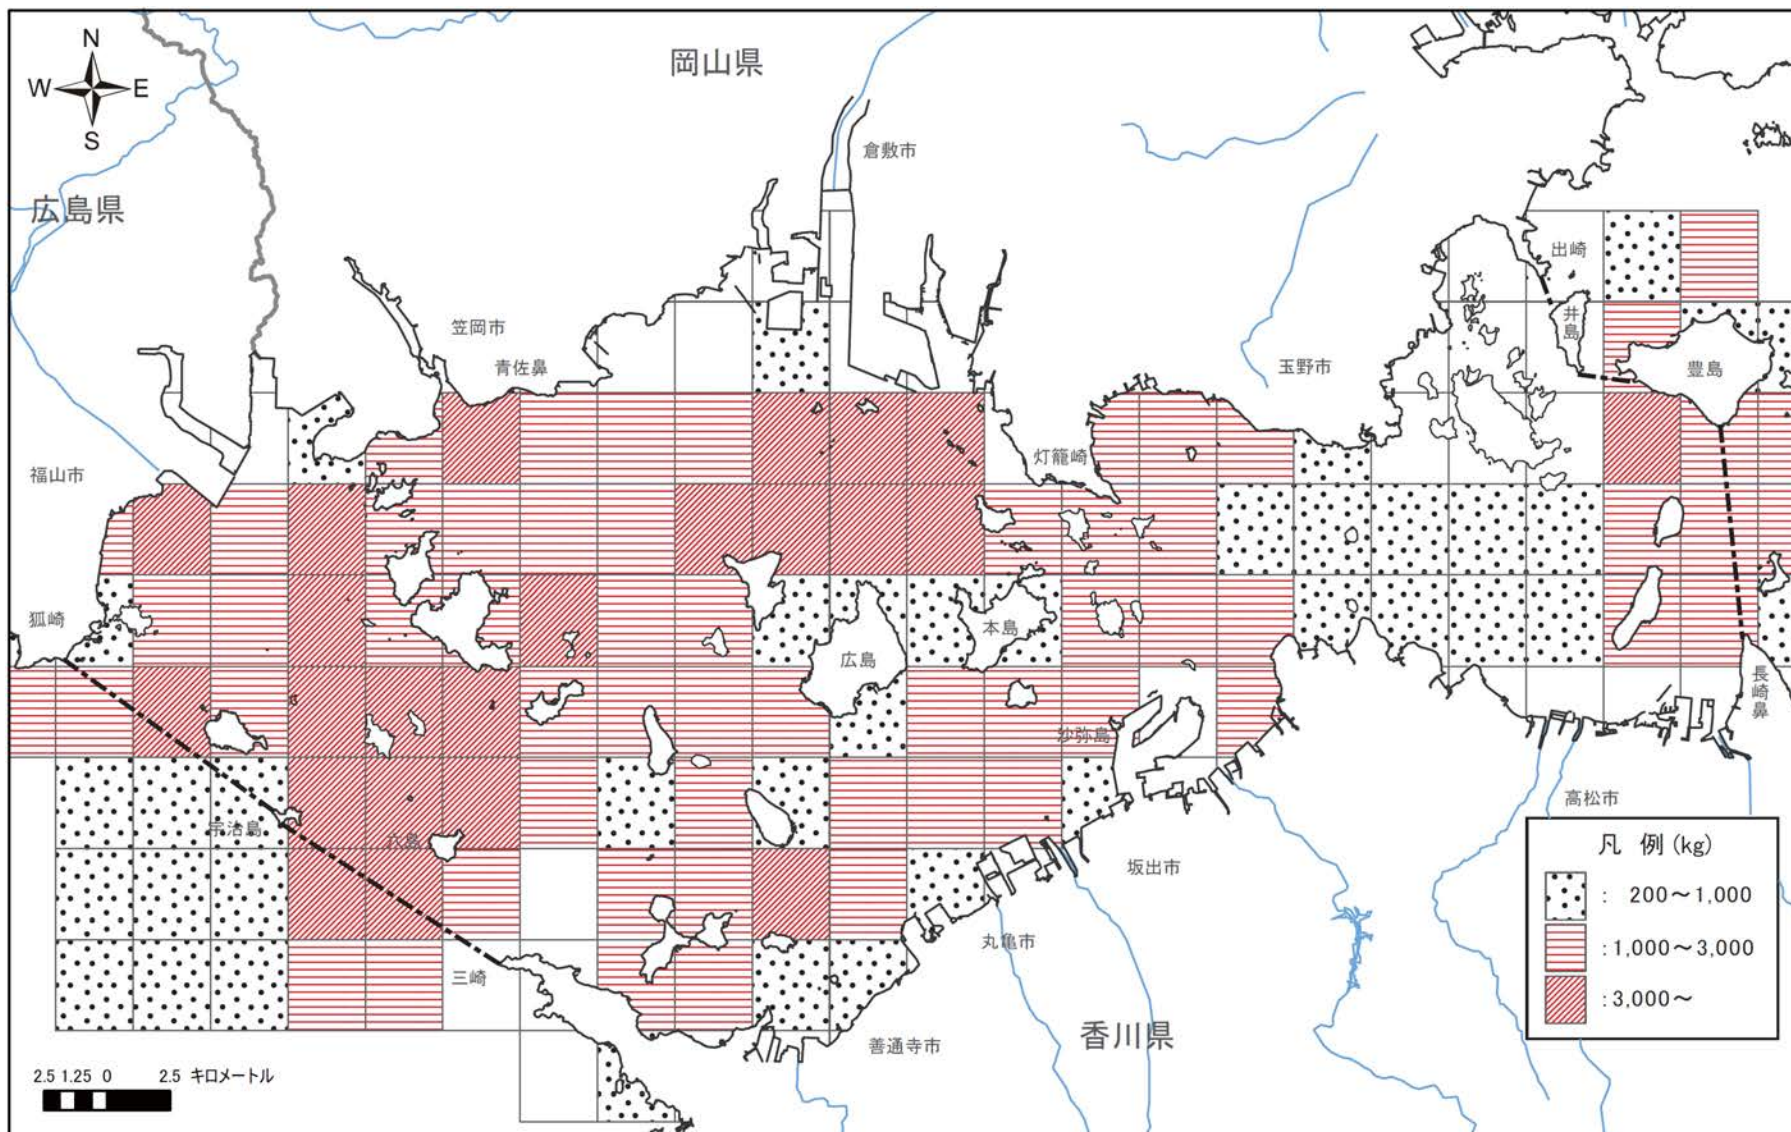 N
W E
S
岡山県
広島県
倉敷市
出崎
井島
笠岡市
青佐鼻
玉野市
豊島
福山市
灯籠崎
狐崎
本島
広島
長崎鼻
沙弥島
高松市
宇治島
六島
坂出市
丸亀市
三崎
善通寺市
香川県
凡 例 (kg)
: 200~1,000
:1,000~3,000
:3,000~
2.5 1.25 0 2.5 キロメートル